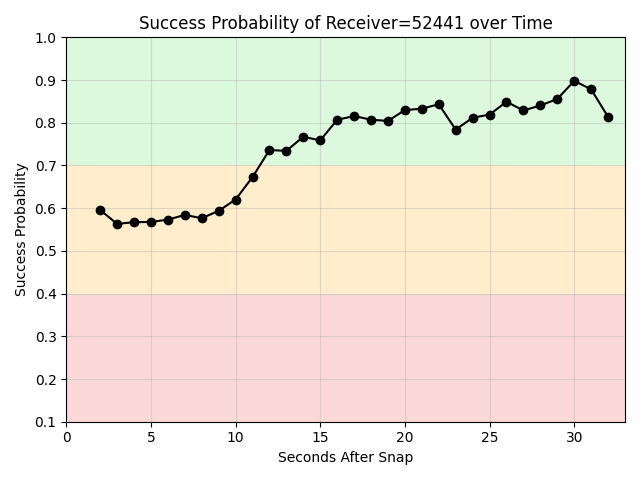 Success Probability of Receiver=52441 over Time
1.0
0.9
0.8
0.7
0.6
0.5
0.4
0.3
0.2
0.1
Success Probability
0 5 10 15 20 25 30
Seconds After Snap